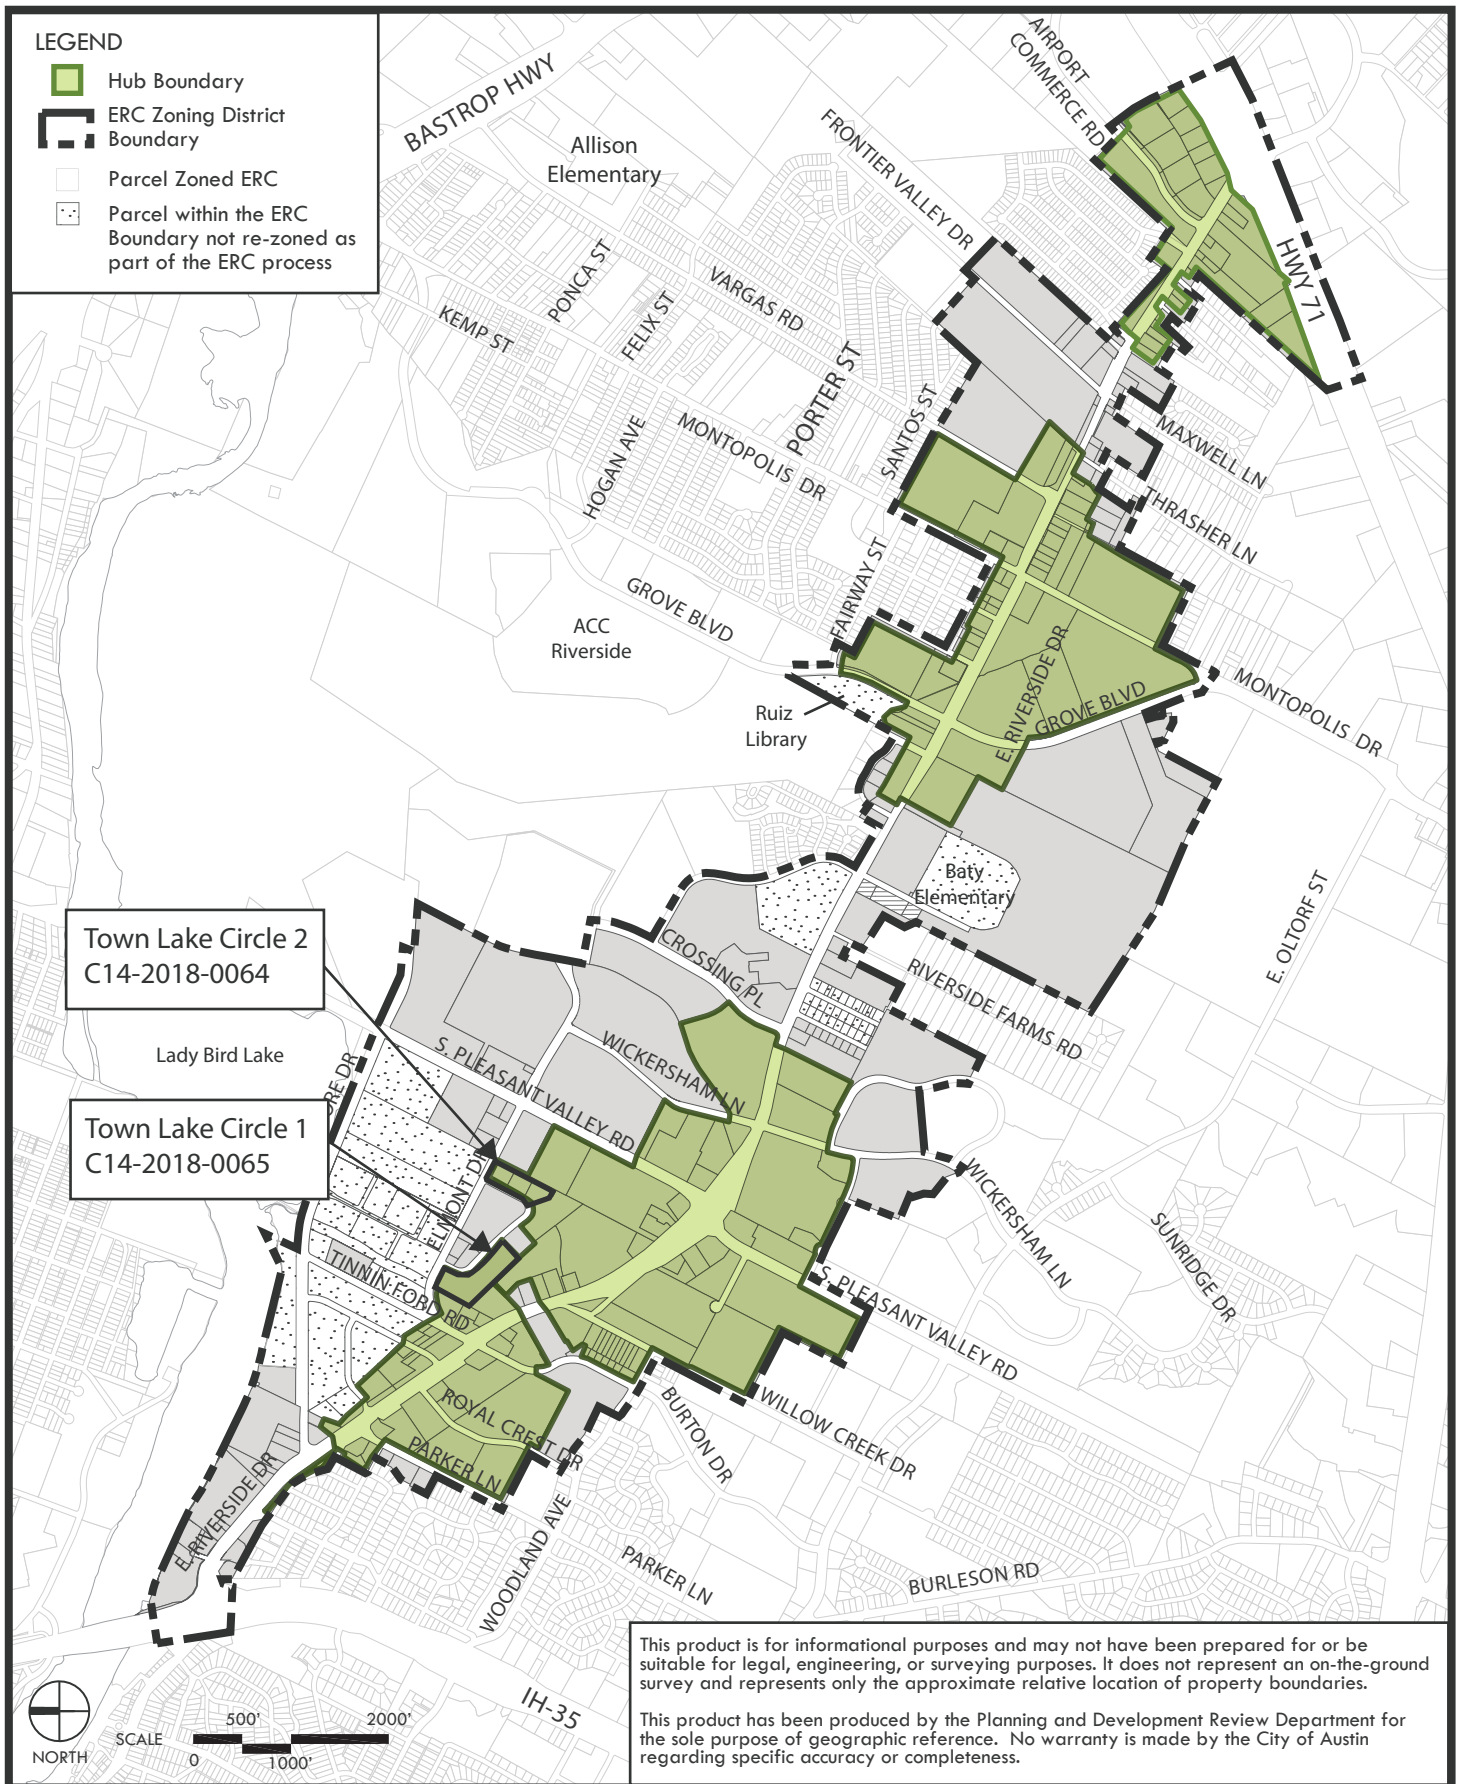 LEGEND
Hub Boundary
ERC Zoning District
Boundary
Parcel Zoned ERC
Parcel within the ERC
Boundary not re-zoned as
part of the ERC process
BASTROP HWY
Allison
Elementary
AIRPORT
COMMERCE RD
FRONTIER VALLEY DR
HWY 71
PONCA ST
VARGAS RD
KEMP ST
FELIX ST
PORTER ST
SANTOS ST
MONTOPOLIS DR
HOGAN AVE
MAXWELL LN
THRASHER LN
FAIRWAY ST
GROVE BLVD
ACC
Riverside
E. RIVERSIDE DR
GROVE BLVD
MONTOPOLIS DR
Ruiz
Library
Baty
Elementary
E. OLTORF ST
Town Lake Circle 2
C14-2018-0064
CROSSING PL
RIVERSIDE FARMS RD
Lady Bird Lake
ORE DR
S. PLEASANT VALLEY RD
WICKERSHAM LN
Town Lake Circle 1
C14-2018-0065
ELMONT DR
WICKERSHAM LN
SUNRIDGE DR
TINNIN FORD RD
S. PLEASANT VALLEY RD
ROYAL CREST DR
PARKER LN
BURTON DR
WILLOW CREEK DR
E. RIVERSIDE DR
WOODLAND AVE
PARKER LN
BURLESON RD
IH-35
NORTH
SCALE
500'
2000'
0
1000'
This product is for informational purposes and may not have been prepared for or be
suitable for legal, engineering, or surveying purposes. It does not represent an on-the-ground
survey and represents only the approximate relative location of property boundaries.
This product has been produced by the Planning and Development Review Department for
the sole purpose of geographic reference. No warranty is made by the City of Austin
regarding specific accuracy or completeness.